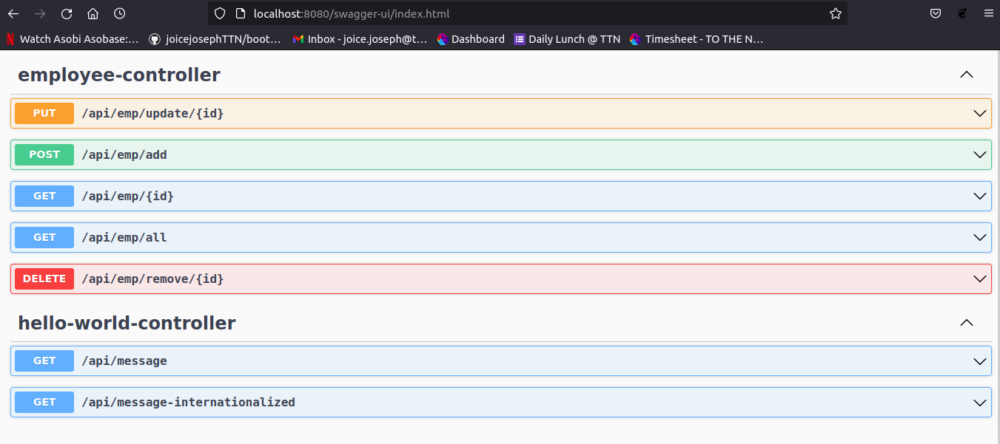 localhost:8080/swagger-ui/index.html
Watch Asobi Asobase:... joicejosephTTN/boot... Inbox - joice.joseph@t... Dashboard Daily Lunch @ TTN Timesheet - TO THE N...
employee-controller
PUT /api/emp/update/{id}
POST /api/emp/add
GET /api/emp/{id}
GET /api/emp/all
DELETE /api/emp/remove/{id}
hello-world-controller
GET /api/message
GET /api/message-internationalized